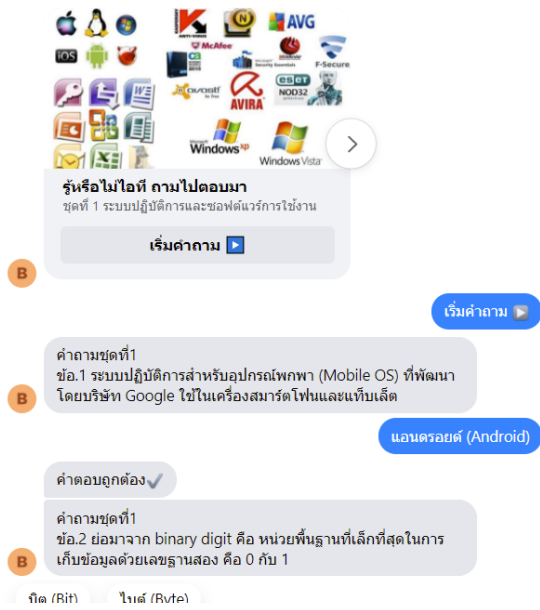 AVG
iOS
McAfee
F-Secure
avast!
AVIRA
eset
NOD32
Windows xp
Windows Vista
รู้หรือไม่ไอที ถามไปตอบมา
ชุดที่ 1 ระบบปฏิบัติการและซอฟต์แวร์การใช้งาน
เริ่มคำถาม
B
เริ่มคำถาม
คำถามชุดที่1
ข้อ.1 ระบบปฏิบัติการสำหรับอุปกรณ์พกพา (Mobile OS) ที่พัฒนา
โดยบริษัท Google ใช้ในเครื่องสมาร์ตโฟนและแท็บเล็ต
B
แอนดรอยด์ (Android)
คำตอบถูกต้อง
คำถามชุดที่1
ข้อ.2 ย่อมาจาก binary digit คือ หน่วยพื้นฐานที่เล็กที่สุดในการ
เก็บข้อมูลด้วยเลขฐานสอง คือ 0 กับ 1
B
บิต (Bit)
ไบต์ (Byte)